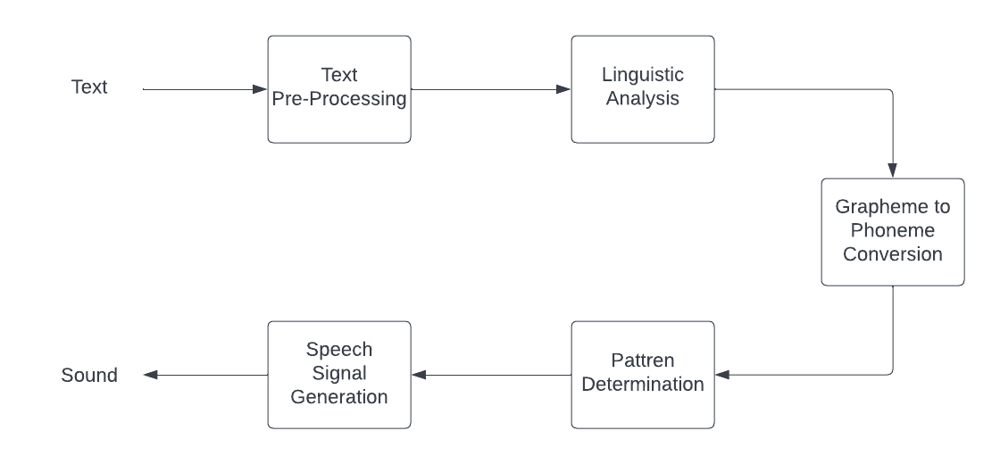 Text
Text
Pre-Processing
Linguistic
Analysis
Grapheme to
Phoneme
Conversion
Pattren
Determination
Speech
Signal
Generation
Sound